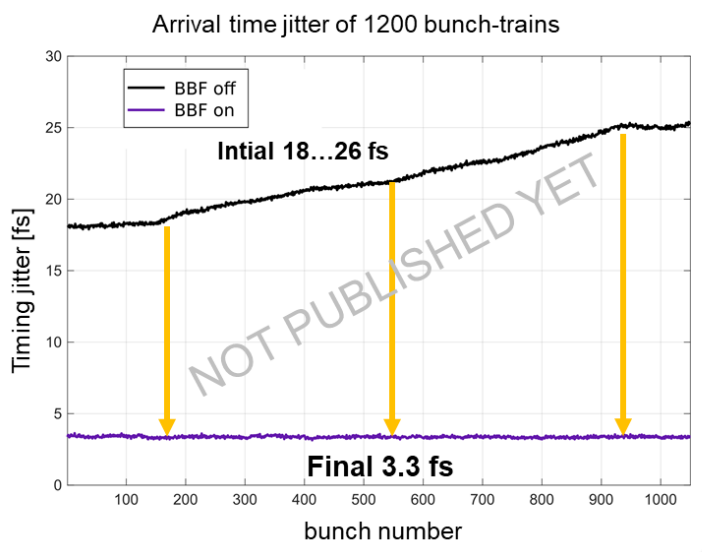 Arrival time jitter of 1200 bunch-trains
30
25
20
15
10
5
0
Timing jitter [fs]
BBF off
BBF on
Intial 18...26 fs
NOT PUBLISHED YET
Final 3.3 fs
100 200 300 400 500 600 700 800 900 1000
bunch number